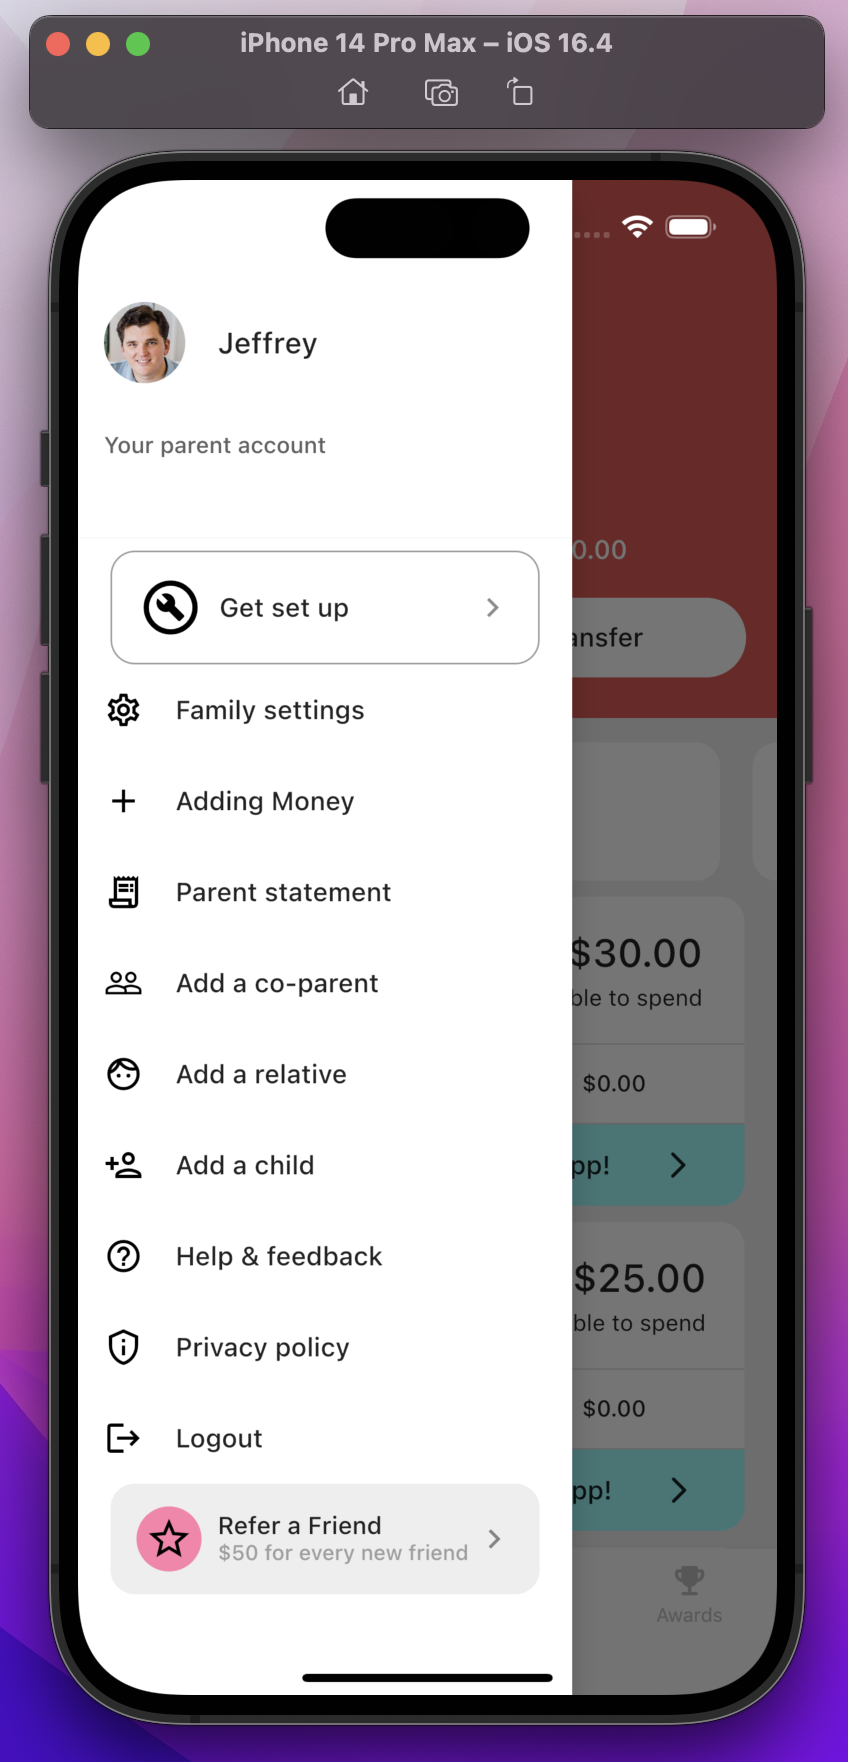 iPhone 14 Pro Max – iOS 16.4
Jeffrey
Your parent account
0.00
Get set up
ansfer
Family settings
Adding Money
Parent statement
$30.00
Add a co-parent
ble to spend
Add a relative
$0.00
Add a child
pp!
Help & feedback
$25.00
ble to spend
Privacy policy
$0.00
Logout
pp!
Refer a Friend
$50 for every new friend
Awards